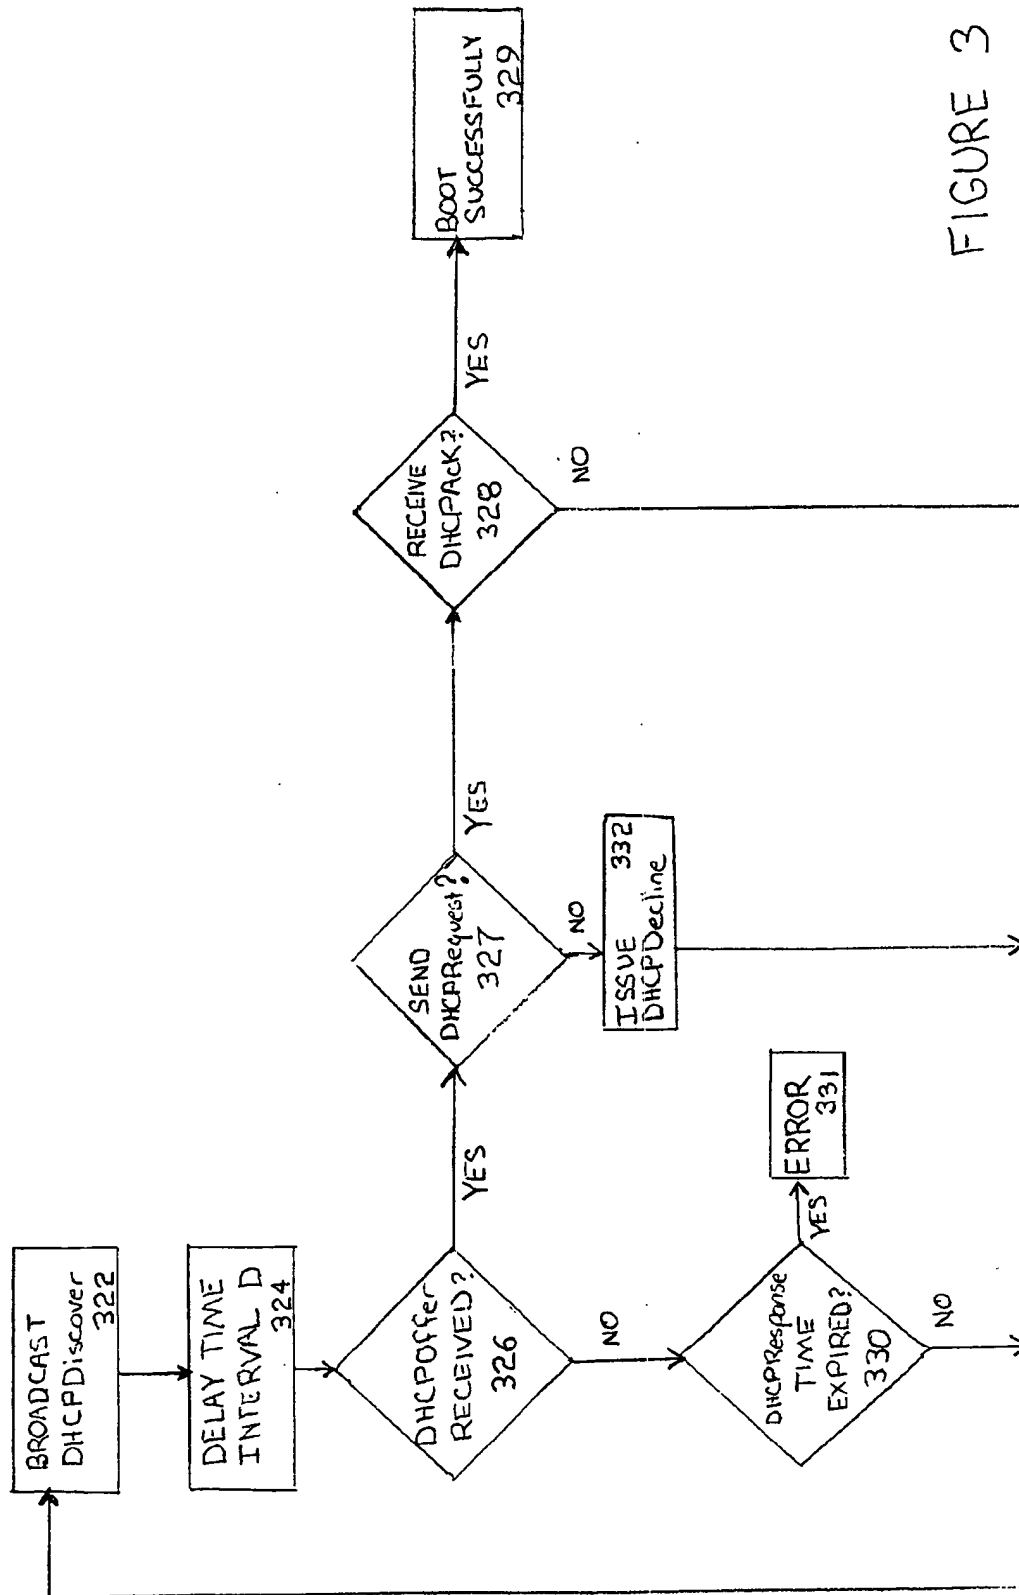 BROADCAST
DHCPDiscover
322
DELAY TIME
INTERVAL D
324
DHCPOffer
RECEIVED?
326
YES
NO
SEND
DHCPRequest?
327
YES
NO
RECEIVE
DHCPAcK?
328
YES
NO
BOOT
SUCCESSFULLY
329
ISSUE 332
DHCPDecline
DHCPResponse
TIME
EXPIRED?
330
YES
NO
ERROR
331
FIGURE 3